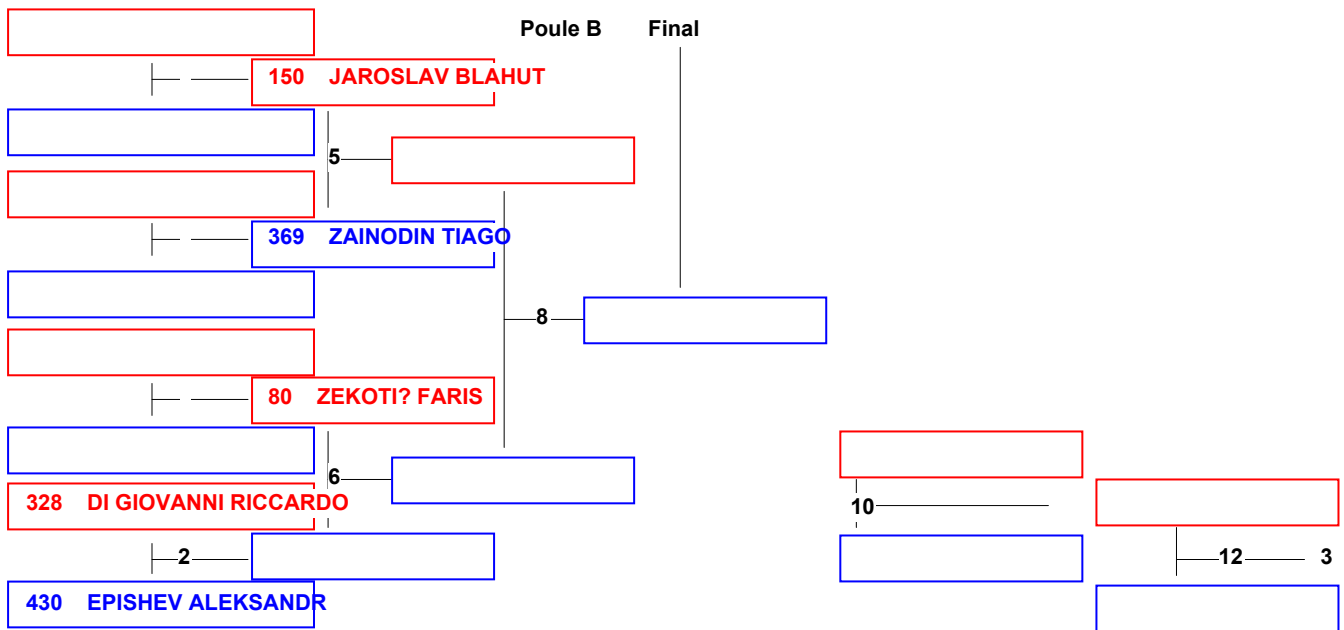 Poule B Final
150 JAROSLAV BLAHUT
5
369 ZAINODIN TIAGO
8
80 ZEKOTI? FARIS
6
328 DI GIOVANNI RICCARDO
10
2
12 3
430 EPISHEV ALEKSANDR